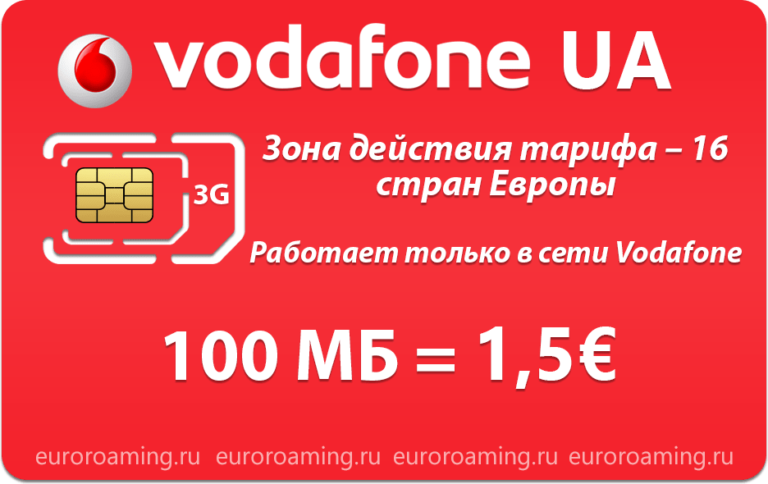 vodafone UA
Зона действия тарифа – 16
стран Европы
3G
Работает только в сети Vodafone
100 МБ = 1,5€
euroroaming.ru euroroaming.ru euroroaming.ru euroroaming.ru